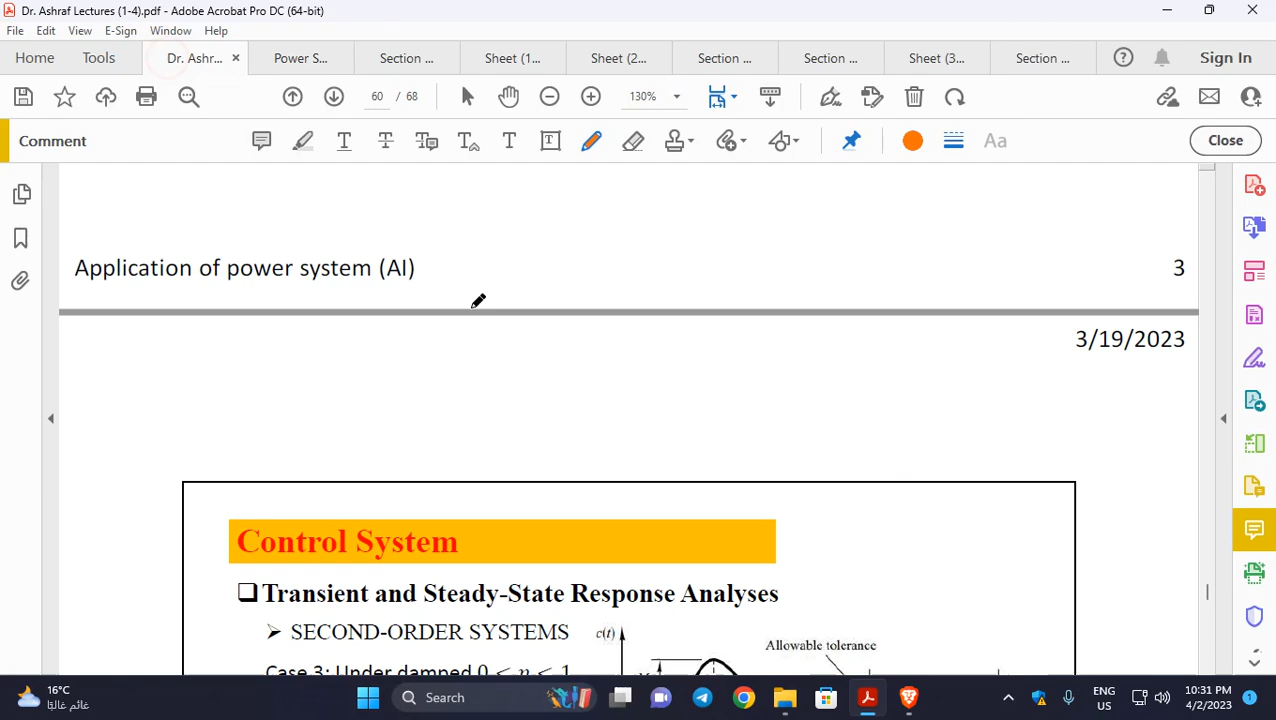 Dr. Ashraf Lectures (1-4).pdf - Adobe Acrobat Pro DC (64-bit)
File Edit View E-Sign Window Help
Home Tools Dr. Ashr... × Power S... Section ... Sheet (1... Sheet (2... Section ... Section ... Sheet (3... Section ... Sign In
60 / 68 130%
Comment Aa Close
Application of power system (AI) 3
3/19/2023
Control System
Transient and Steady-State Response Analyses
SECOND-ORDER SYSTEMS c(t)
Allowable tolerance
Case 3: Under damped 0 < η < 1
16°C
غائم غالبًا
Search
ENG
US
10:31 PM
4/2/2023
1